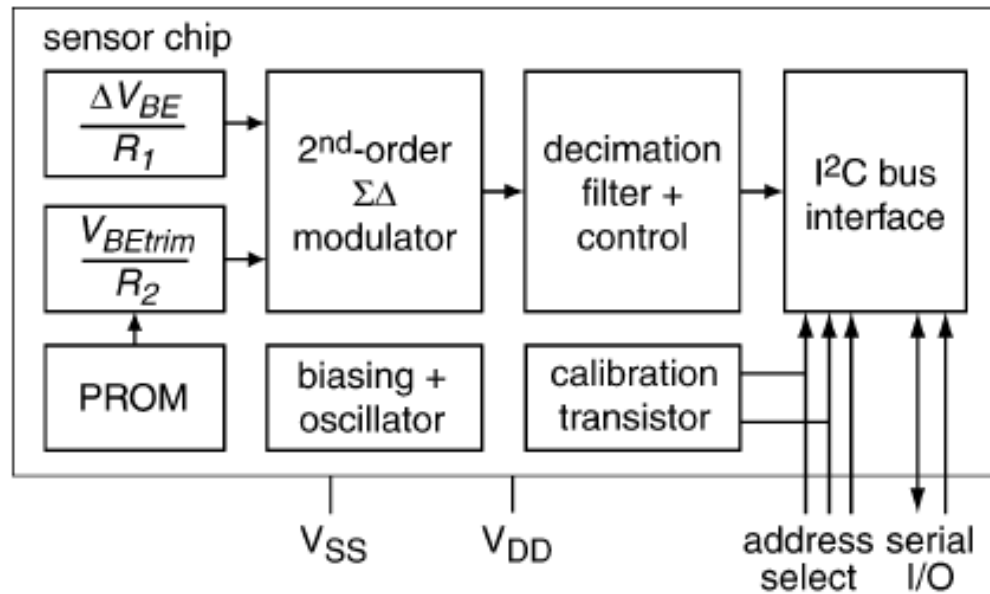 sensor chip
ΔV_BE
R_1
2nd-order
ΣΔ
modulator
decimation
filter +
control
I²C bus
interface
V_BEtrim
R_2
PROM
biasing +
oscillator
calibration
transistor
V_SS
V_DD
address
select
serial
I/O